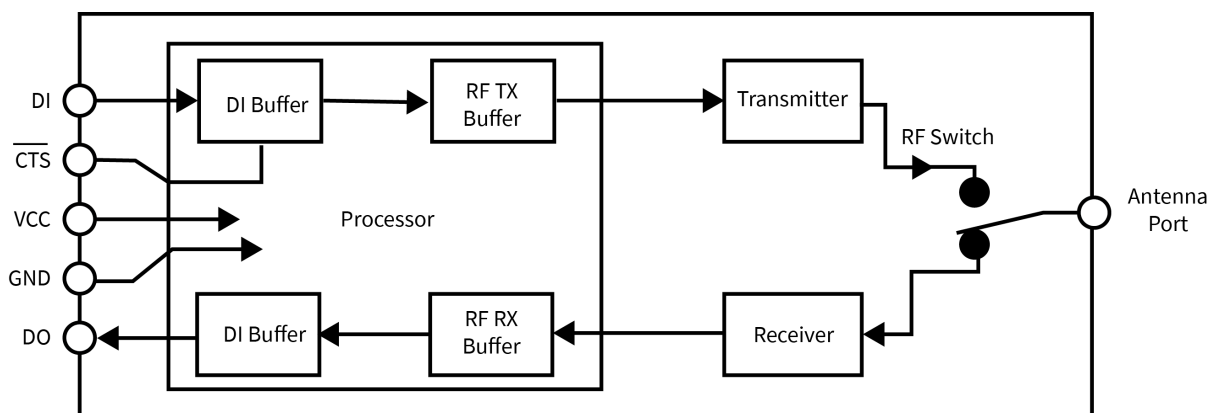 DI
DI Buffer
RF TX
Buffer
Transmitter
RF Switch
CTS
VCC
Processor
Antenna
Port
GND
DO
DI Buffer
RF RX
Buffer
Receiver